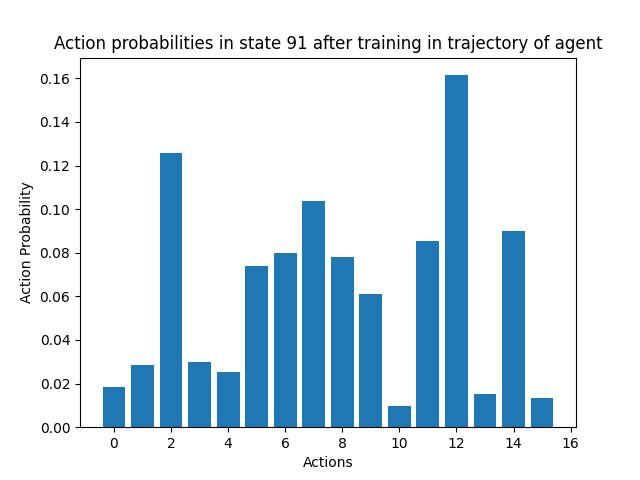 Action probabilities in state 91 after training in trajectory of agent
0.16
0.14
0.12
0.10
0.08
0.06
0.04
0.02
0.00
Action Probability
0 2 4 6 8 10 12 14 16
Actions